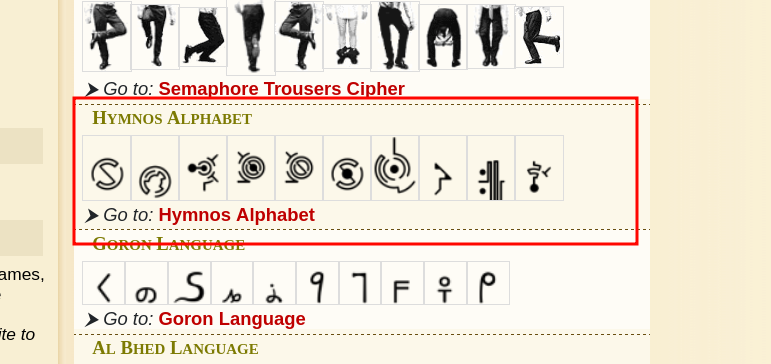 ➤ Go to: Semaphore Trousers Cipher
HYMNOS ALPHABET
➤ Go to: Hymnos Alphabet
GORON LANGUAGE
➤ Go to: Goron Language
AL BHED LANGUAGE
ames,
ite to